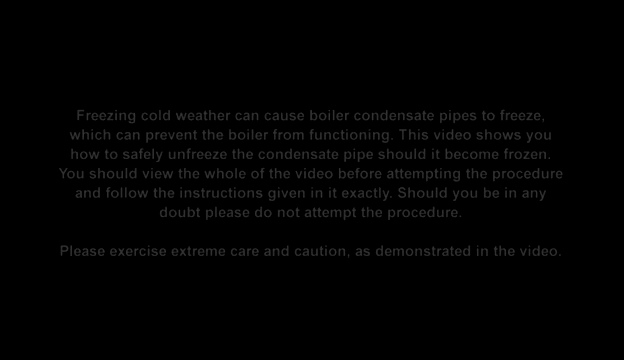 Freezing cold weather can cause boiler condensate pipes to freeze,
which can prevent the boiler from functioning. This video shows you
how to safely unfreeze the condensate pipe should it become frozen.
You should view the whole of the video before attempting the procedure
and follow the instructions given in it exactly. Should you be in any
doubt please do not attempt the procedure.
Please exercise extreme care and caution, as demonstrated in the video.